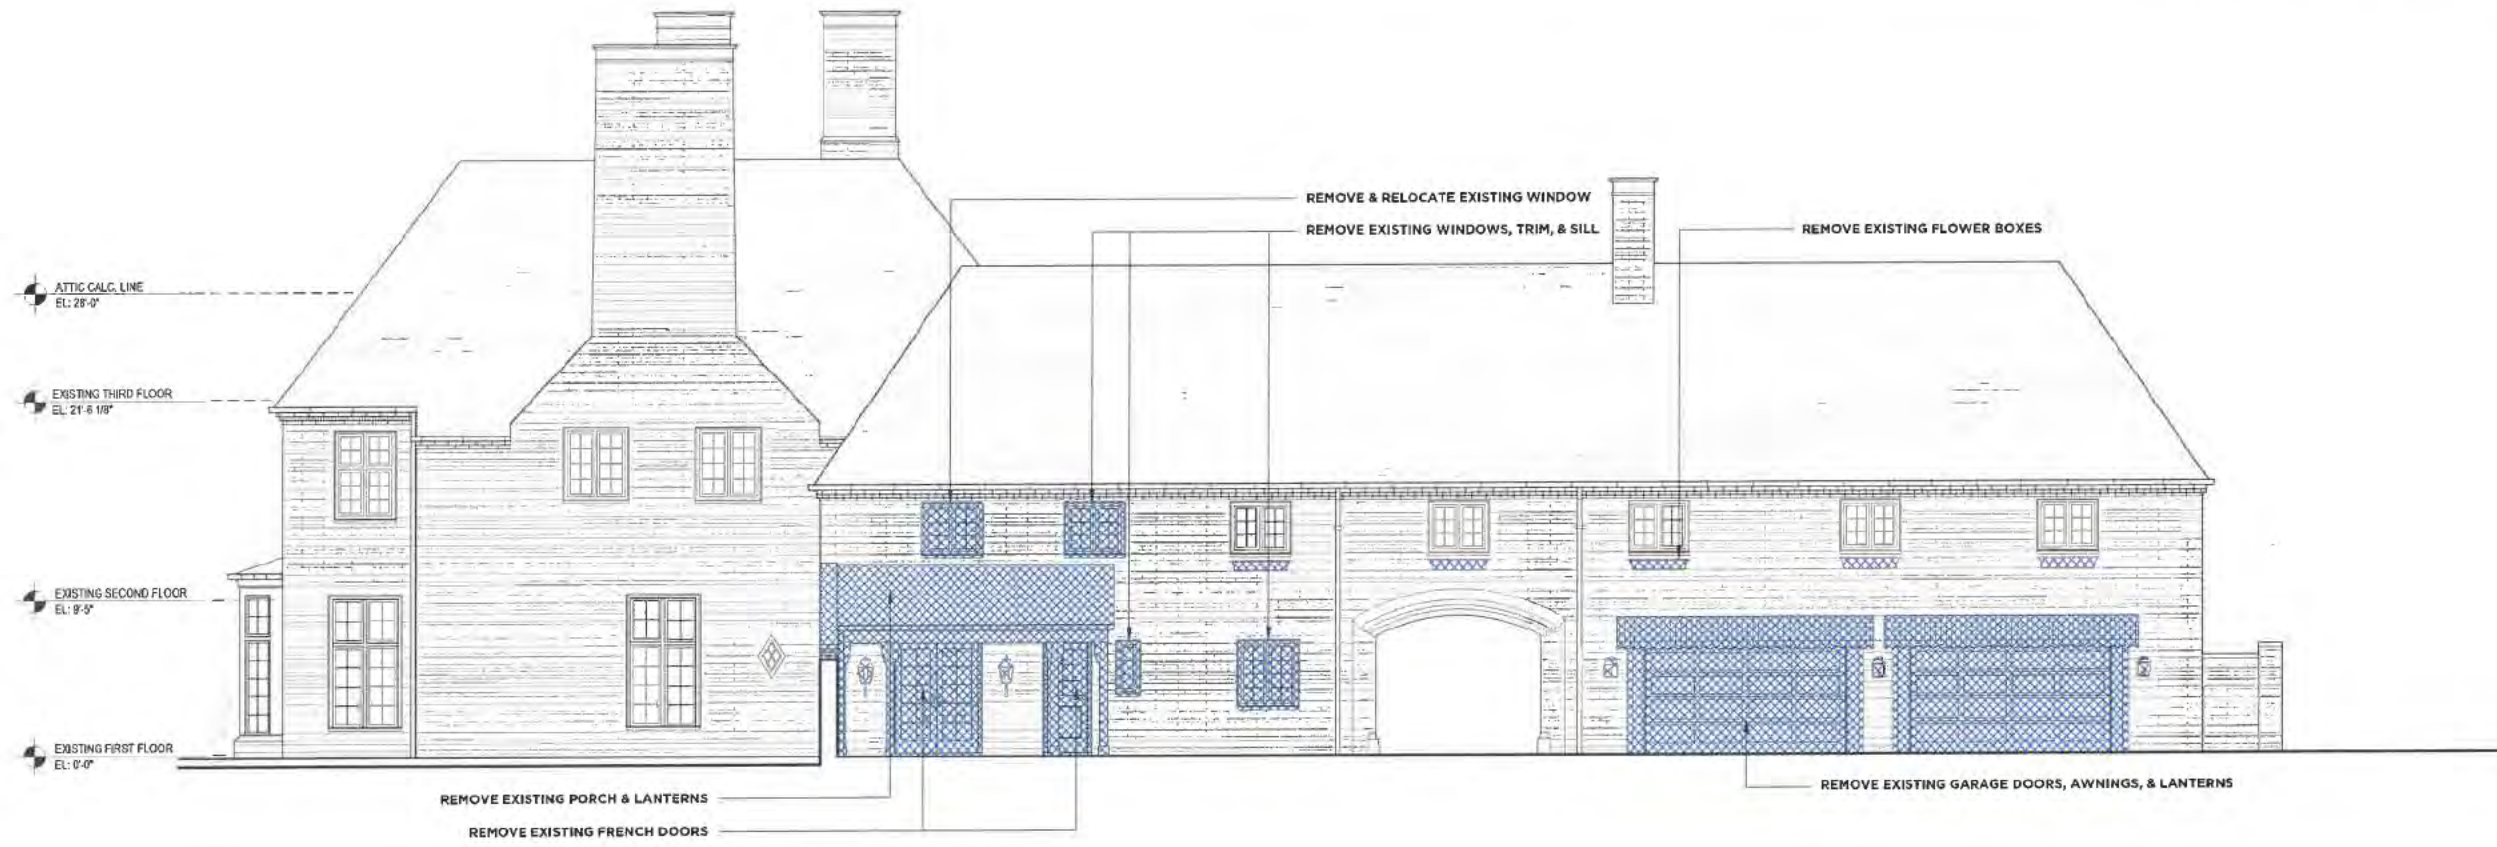 REMOVE & RELOCATE EXISTING WINDOW
REMOVE EXISTING WINDOWS, TRIM, & SILL
REMOVE EXISTING FLOWER BOXES
ATTIC CALC. LINE
EL: 28'-0"
EXISTING THIRD FLOOR
EL: 21'-6 1/8"
EXISTING SECOND FLOOR
EL: 9'-5"
EXISTING FIRST FLOOR
EL: 0'-0"
REMOVE EXISTING PORCH & LANTERNS
REMOVE EXISTING FRENCH DOORS
REMOVE EXISTING GARAGE DOORS, AWNINGS, & LANTERNS